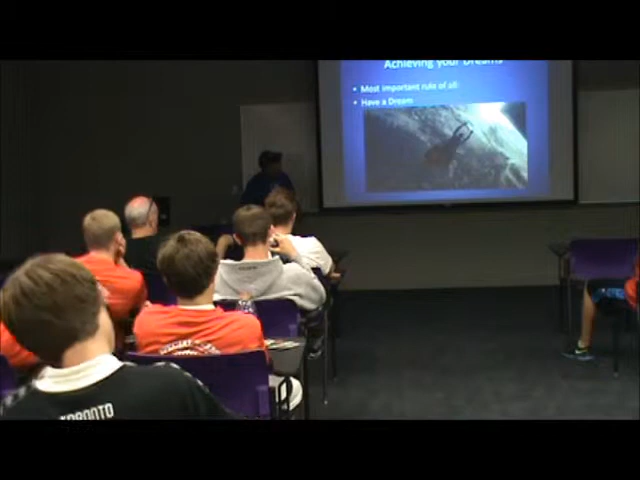 Achieving your Dreams
• Most important rule of all:
• Have a Dream
TORONTO